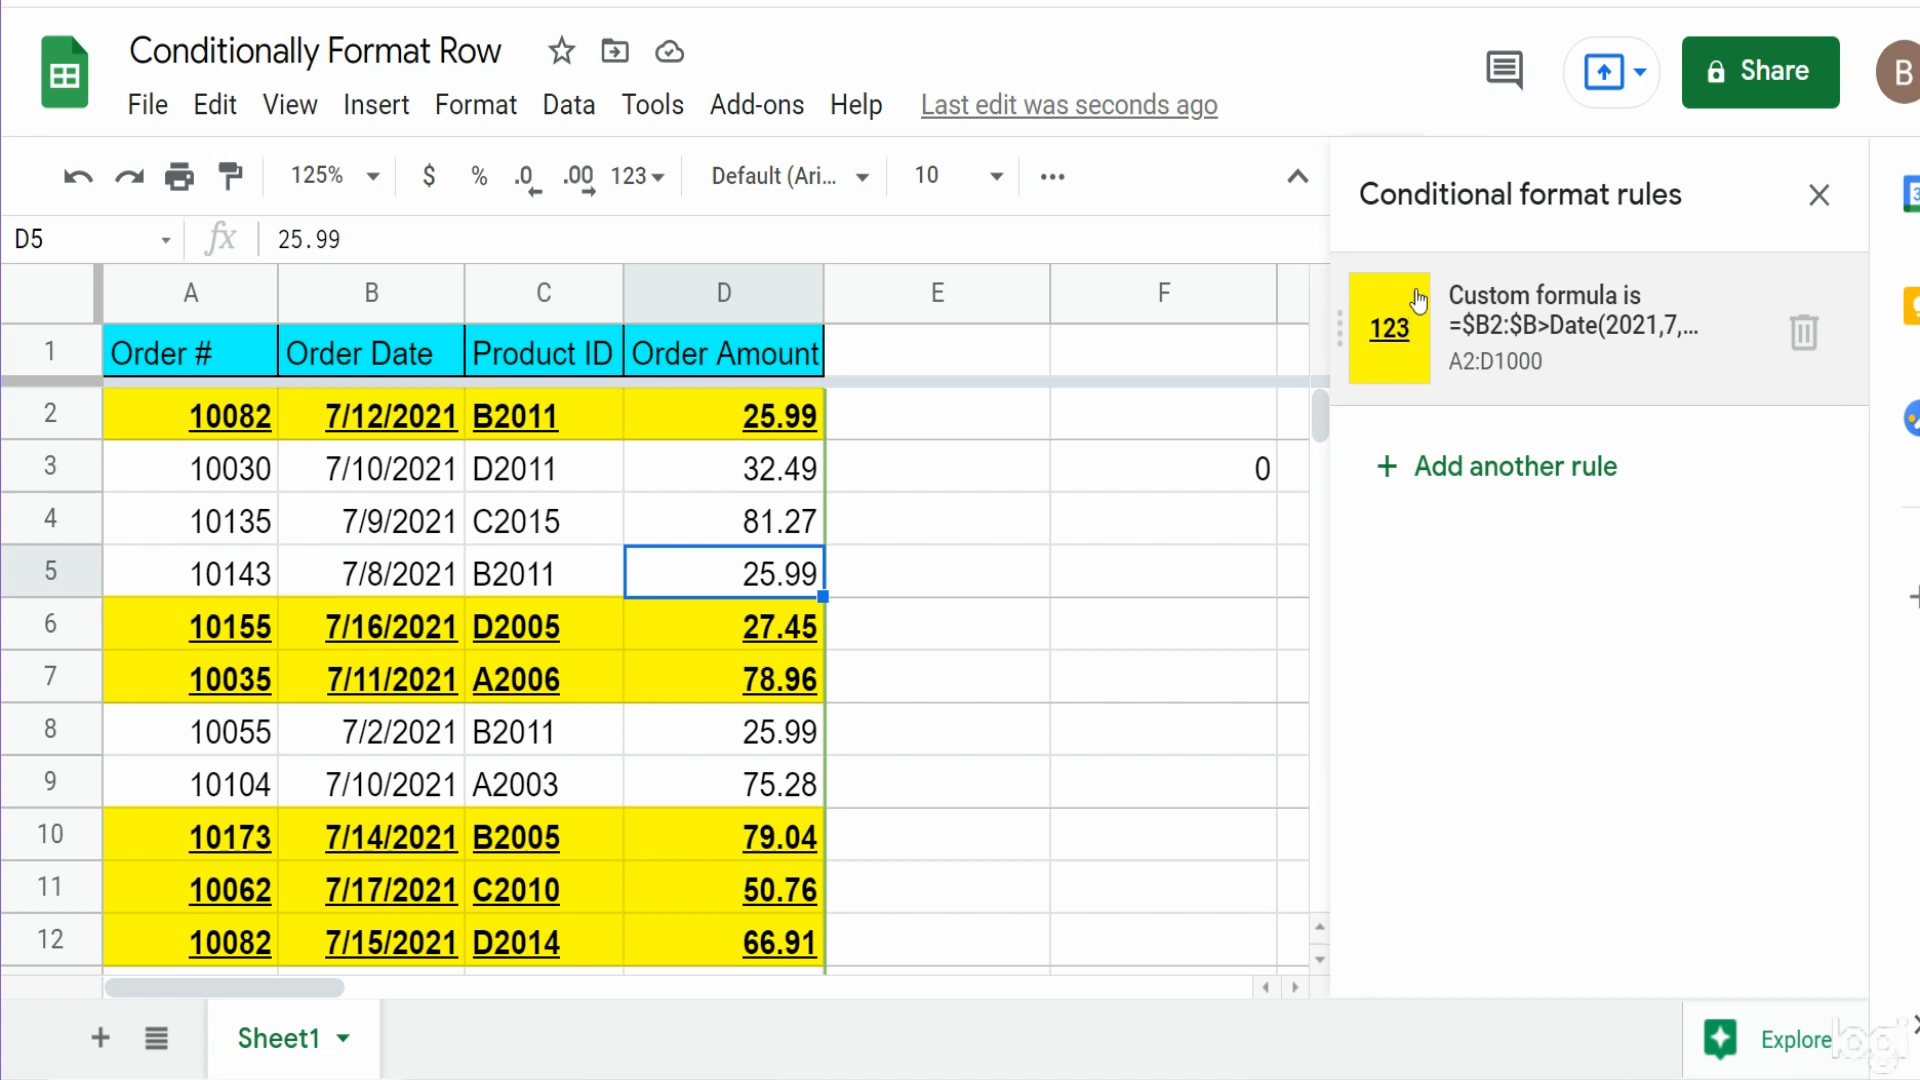 Conditionally Format Row
File Edit View Insert Format Data Tools Add-ons Help Last edit was seconds ago
Share
B
125% $ % .0 .00 123 Default (Ari... 10
D5 fx 25.99
A B C D E F
1 Order # Order Date Product ID Order Amount
2 10082 7/12/2021 B2011 25.99
3 10030 7/10/2021 D2011 32.49 0
4 10135 7/9/2021 C2015 81.27
5 10143 7/8/2021 B2011 25.99
6 10155 7/16/2021 D2005 27.45
7 10035 7/11/2021 A2006 78.96
8 10055 7/2/2021 B2011 25.99
9 10104 7/10/2021 A2003 75.28
10 10173 7/14/2021 B2005 79.04
11 10062 7/17/2021 C2010 50.76
12 10082 7/15/2021 D2014 66.91
Conditional format rules
123
Custom formula is
=$B2:$B>Date(2021,7,...
A2:D1000
+ Add another rule
Sheet1
Explore
logi